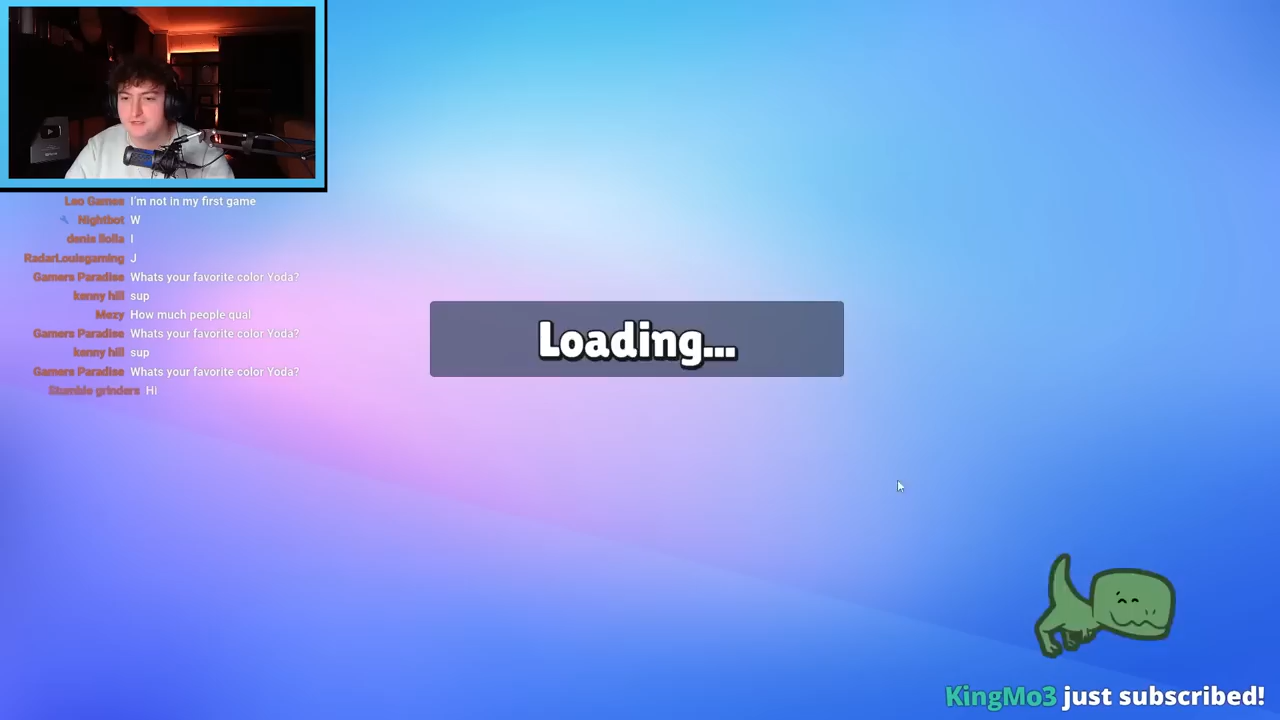 Leo Games I'm not in my first game
Nightbot W
denis llolla I
RadarLouisgaming J
Gamers Paradise Whats your favorite color Yoda?
kenny hill sup
Mezy How much people qual
Gamers Paradise Whats your favorite color Yoda?
kenny hill sup
Gamers Paradise Whats your favorite color Yoda?
Stumble grinders Hi
Loading...
KingMo3 just subscribed!